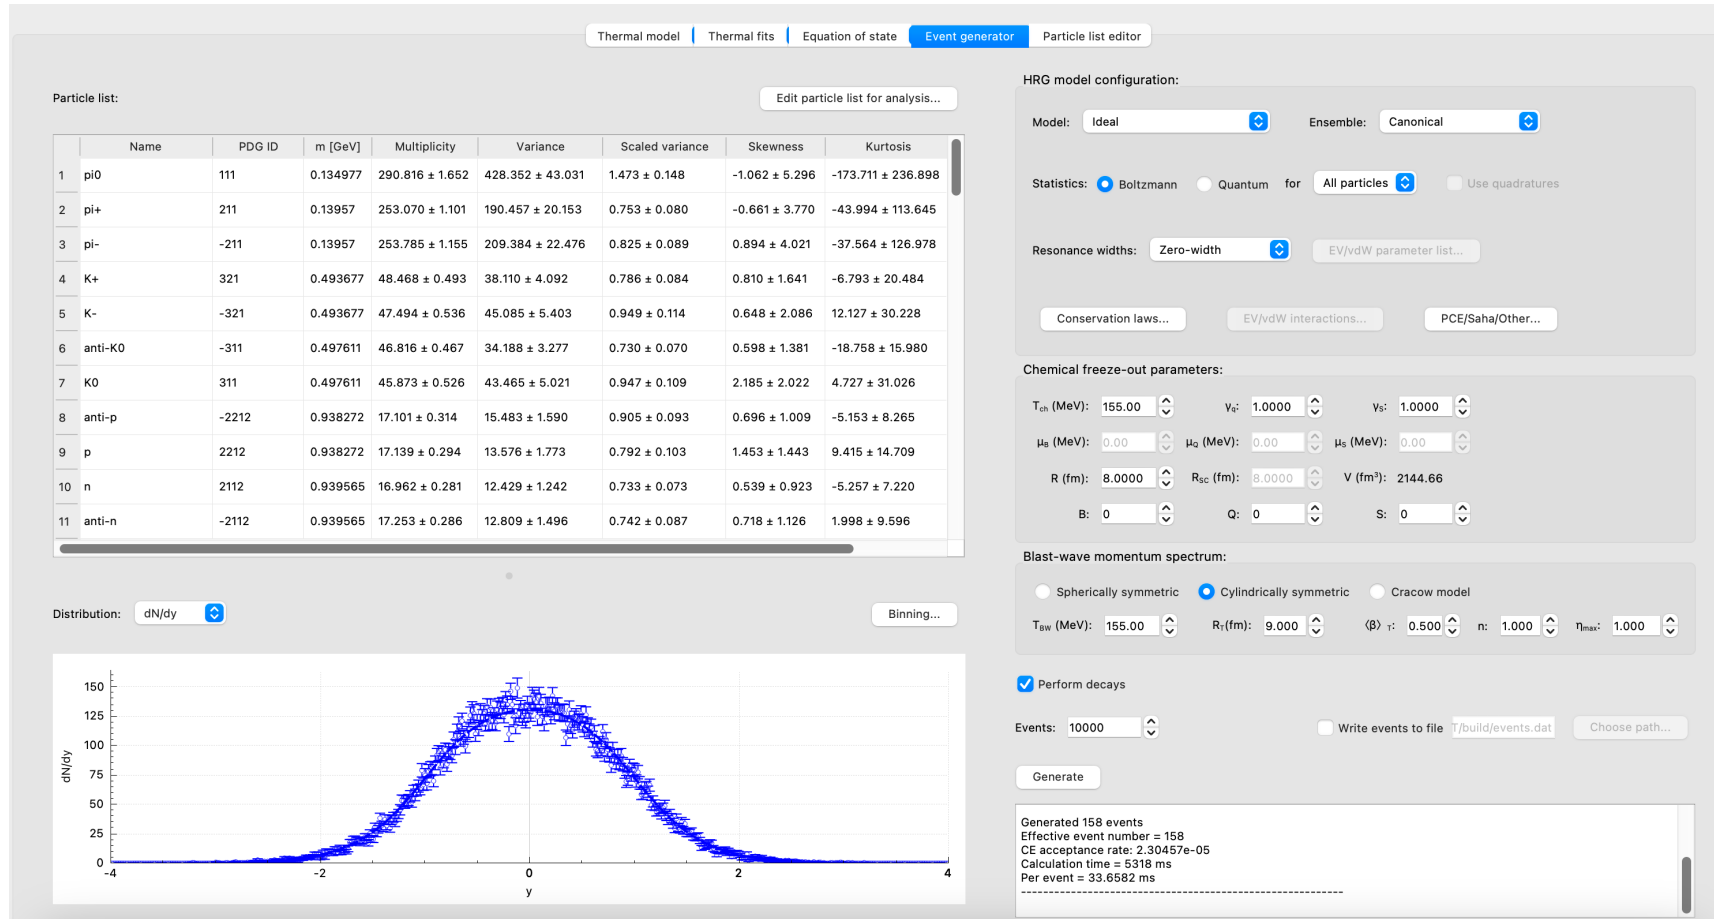 Thermal model Thermal fits Equation of state Event generator Particle list editor
Particle list: Edit particle list for analysis...
Name PDG ID m [GeV] Multiplicity Variance Scaled variance Skewness Kurtosis
1 pi0 111 0.134977 290.816 ± 1.652 428.352 ± 43.031 1.473 ± 0.148 -1.062 ± 5.296 -173.711 ± 236.898
2 pi+ 211 0.13957 253.070 ± 1.101 190.457 ± 20.153 0.753 ± 0.080 -0.661 ± 3.770 -43.994 ± 113.645
3 pi- -211 0.13957 253.785 ± 1.155 209.384 ± 22.476 0.825 ± 0.089 0.894 ± 4.021 -37.564 ± 126.978
4 K+ 321 0.493677 48.468 ± 0.493 38.110 ± 4.092 0.786 ± 0.084 0.810 ± 1.641 -6.793 ± 20.484
5 K- -321 0.493677 47.494 ± 0.536 45.085 ± 5.403 0.949 ± 0.114 0.648 ± 2.086 12.127 ± 30.228
6 anti-K0 -311 0.497611 46.816 ± 0.467 34.188 ± 3.277 0.730 ± 0.070 0.598 ± 1.381 -18.758 ± 15.980
7 K0 311 0.497611 45.873 ± 0.526 43.465 ± 5.021 0.947 ± 0.109 2.185 ± 2.022 4.727 ± 31.026
8 anti-p -2212 0.938272 17.101 ± 0.314 15.483 ± 1.590 0.905 ± 0.093 0.696 ± 1.009 -5.153 ± 8.265
9 p 2212 0.938272 17.139 ± 0.294 13.576 ± 1.773 0.792 ± 0.103 1.453 ± 1.443 9.415 ± 14.709
10 n 2112 0.939565 16.962 ± 0.281 12.429 ± 1.242 0.733 ± 0.073 0.539 ± 0.923 -5.257 ± 7.220
11 anti-n -2112 0.939565 17.253 ± 0.286 12.809 ± 1.496 0.742 ± 0.087 0.718 ± 1.126 1.998 ± 9.596
Distribution: dN/dy Binning...
150
125
100
75
50
25
0
dN/dy
-4 -2 0 2 4
y
HRG model configuration:
Model: Ideal Ensemble: Canonical
Statistics: Boltzmann Quantum for All particles Use quadratures
Resonance widths: Zero-width EV/vdW parameter list...
Conservation laws... EV/vdW interactions... PCE/Saha/Other...
Chemical freeze-out parameters:
T_ch (MeV): 155.00 γ_q: 1.0000 γ_S: 1.0000
μ_B (MeV): 0.00 μ_Q (MeV): 0.00 μ_S (MeV): 0.00
R (fm): 8.0000 R_SC (fm): 8.0000 V (fm³): 2144.66
B: 0 Q: 0 S: 0
Blast-wave momentum spectrum:
Spherically symmetric Cylindrically symmetric Cracow model
T_BW (MeV): 155.00 R_T(fm): 9.000 ⟨β⟩ _T: 0.500 n: 1.000 η_max: 1.000
Perform decays
Events: 10000 Write events to file T/build/events.dat Choose path...
Generate
Generated 158 events
Effective event number = 158
CE acceptance rate: 2.30457e-05
Calculation time = 5318 ms
Per event = 33.6582 ms
----------------------------------------------------------